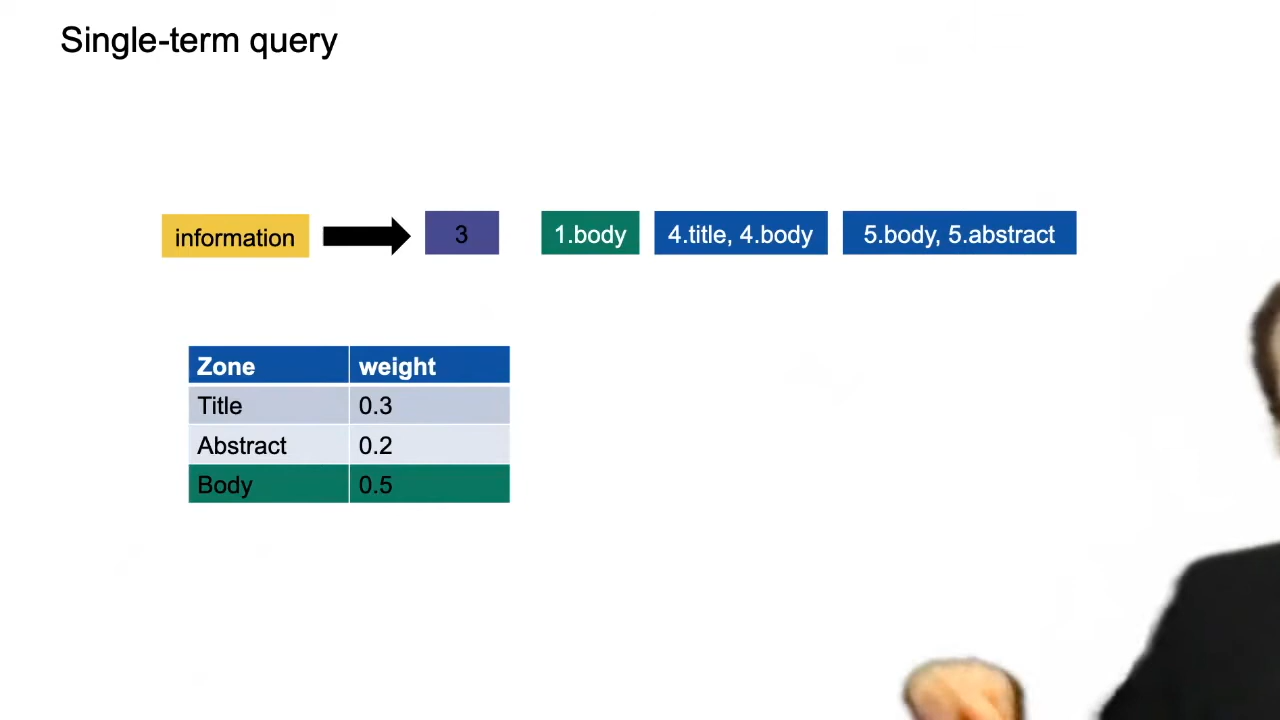 Single-term query
information 3 1.body 4.title, 4.body 5.body, 5.abstract
Zone weight
Title 0.3
Abstract 0.2
Body 0.5